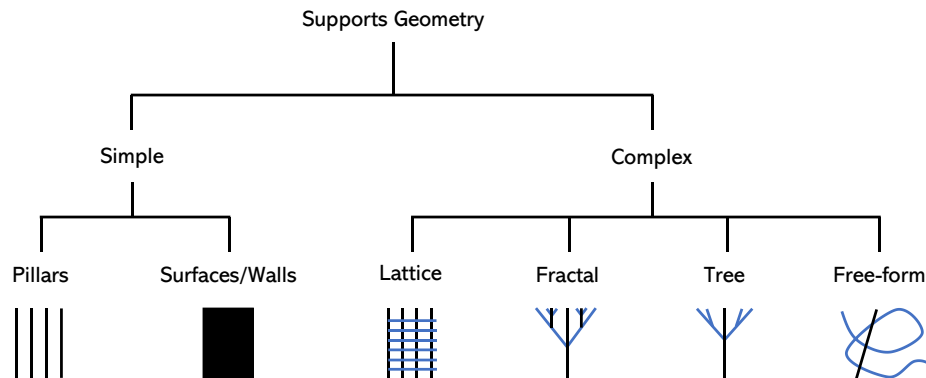 Supports Geometry
Simple
Complex
Pillars
Surfaces/Walls
Lattice
Fractal
Tree
Free-form